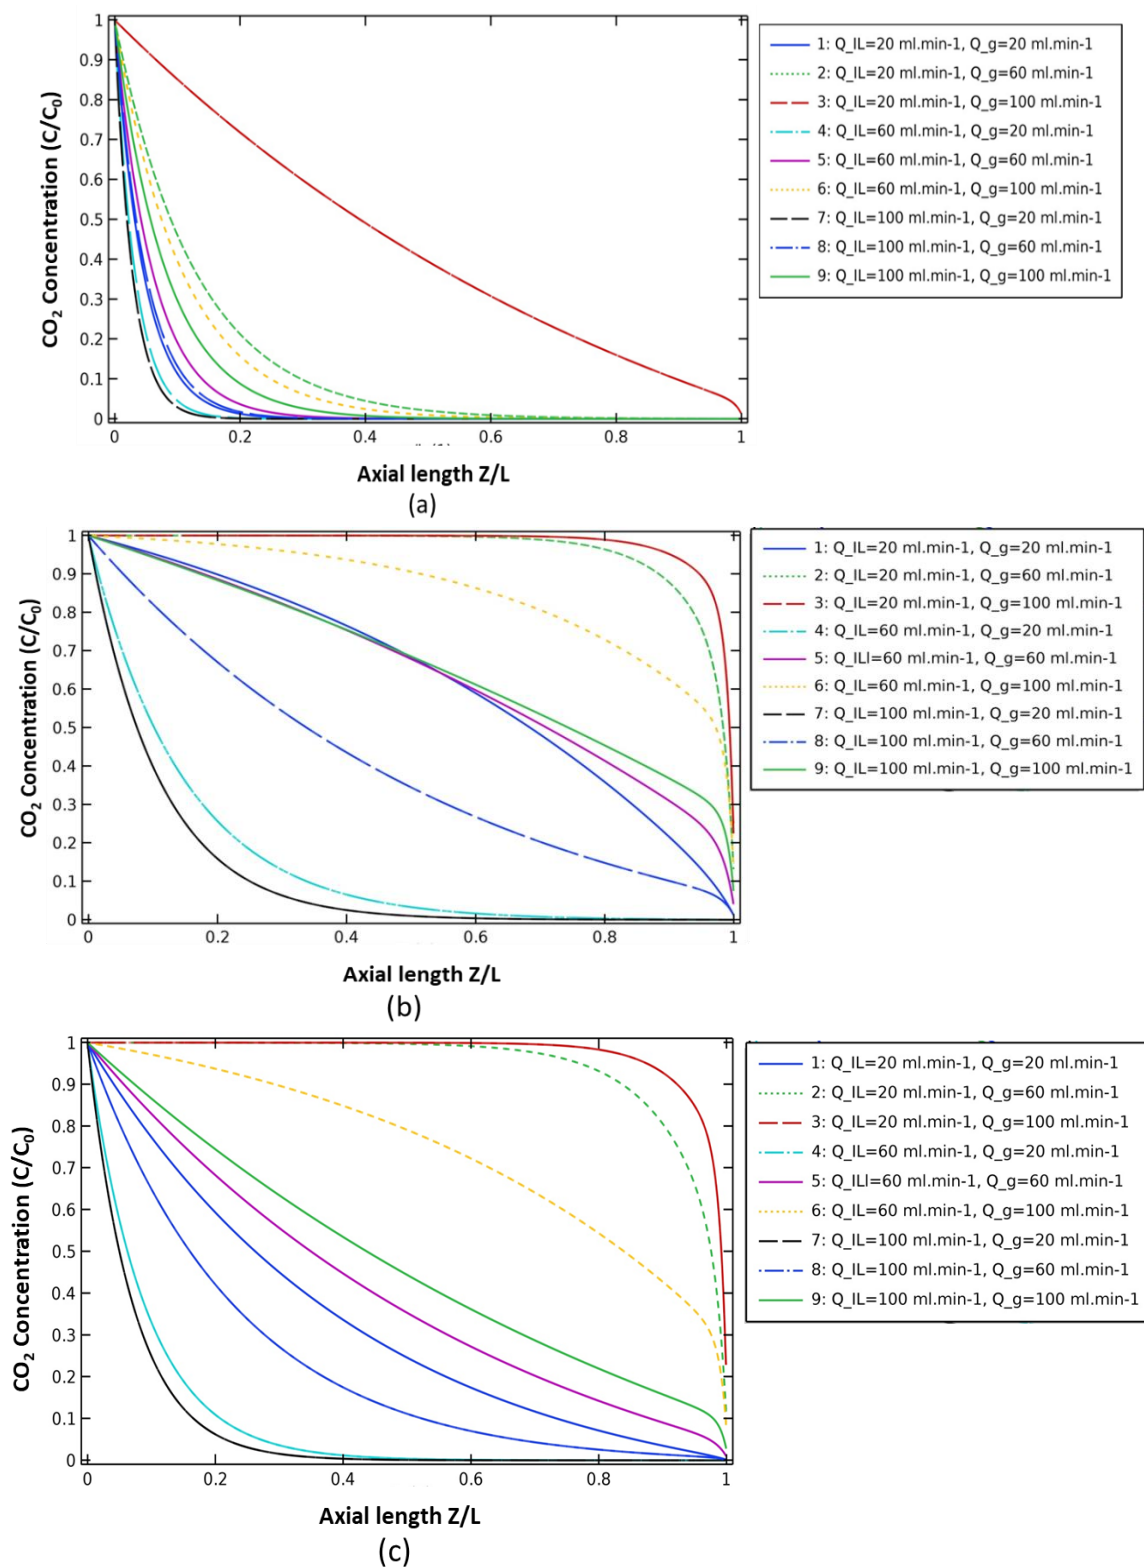 1
0.9
0.8
0.7
0.6
0.5
0.4
0.3
0.2
0.1
0
CO2 Concentration (C/C0)
0 0.2 0.4 0.6 0.8 1
Axial length Z/L
(a)
1: Q_IL=20 ml.min-1, Q_g=20 ml.min-1
2: Q_IL=20 ml.min-1, Q_g=60 ml.min-1
3: Q_IL=20 ml.min-1, Q_g=100 ml.min-1
4: Q_IL=60 ml.min-1, Q_g=20 ml.min-1
5: Q_IL=60 ml.min-1, Q_g=60 ml.min-1
6: Q_IL=60 ml.min-1, Q_g=100 ml.min-1
7: Q_IL=100 ml.min-1, Q_g=20 ml.min-1
8: Q_IL=100 ml.min-1, Q_g=60 ml.min-1
9: Q_IL=100 ml.min-1, Q_g=100 ml.min-1
1
0.9
0.8
0.7
0.6
0.5
0.4
0.3
0.2
0.1
0
CO2 Concentration (C/C0)
0 0.2 0.4 0.6 0.8 1
Axial length Z/L
(b)
1: Q_IL=20 ml.min-1, Q_g=20 ml.min-1
2: Q_IL=20 ml.min-1, Q_g=60 ml.min-1
3: Q_IL=20 ml.min-1, Q_g=100 ml.min-1
4: Q_IL=60 ml.min-1, Q_g=20 ml.min-1
5: Q_ILl=60 ml.min-1, Q_g=60 ml.min-1
6: Q_IL=60 ml.min-1, Q_g=100 ml.min-1
7: Q_IL=100 ml.min-1, Q_g=20 ml.min-1
8: Q_IL=100 ml.min-1, Q_g=60 ml.min-1
9: Q_IL=100 ml.min-1, Q_g=100 ml.min-1
1
0.9
0.8
0.7
0.6
0.5
0.4
0.3
0.2
0.1
0
CO2 Concentration (C/C0)
0 0.2 0.4 0.6 0.8 1
Axial length Z/L
(c)
1: Q_IL=20 ml.min-1, Q_g=20 ml.min-1
2: Q_IL=20 ml.min-1, Q_g=60 ml.min-1
3: Q_IL=20 ml.min-1, Q_g=100 ml.min-1
4: Q_IL=60 ml.min-1, Q_g=20 ml.min-1
5: Q_ILl=60 ml.min-1, Q_g=60 ml.min-1
6: Q_IL=60 ml.min-1, Q_g=100 ml.min-1
7: Q_IL=100 ml.min-1, Q_g=20 ml.min-1
8: Q_IL=100 ml.min-1, Q_g=60 ml.min-1
9: Q_IL=100 ml.min-1, Q_g=100 ml.min-1